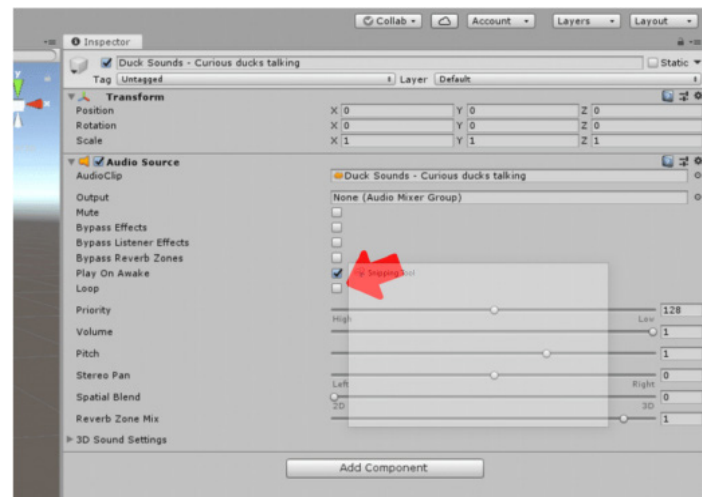 Collab
Account
Layers
Layout
Inspector
Duck Sounds - Curious ducks talking
Static
Tag Untagged
Layer Default
Transform
Position X 0 Y 0 Z 0
Rotation X 0 Y 0 Z 0
Scale X 1 Y 1 Z 1
Audio Source
AudioClip Duck Sounds - Curious ducks talking
Output None (Audio Mixer Group)
Mute
Bypass Effects
Bypass Listener Effects
Bypass Reverb Zones
Play On Awake
Snipping Tool
Loop
Priority 128
High Low
Volume 1
Pitch 1
Stereo Pan 0
Left Right
Spatial Blend 0
2D 3D
Reverb Zone Mix 1
3D Sound Settings
Add Component
y
x